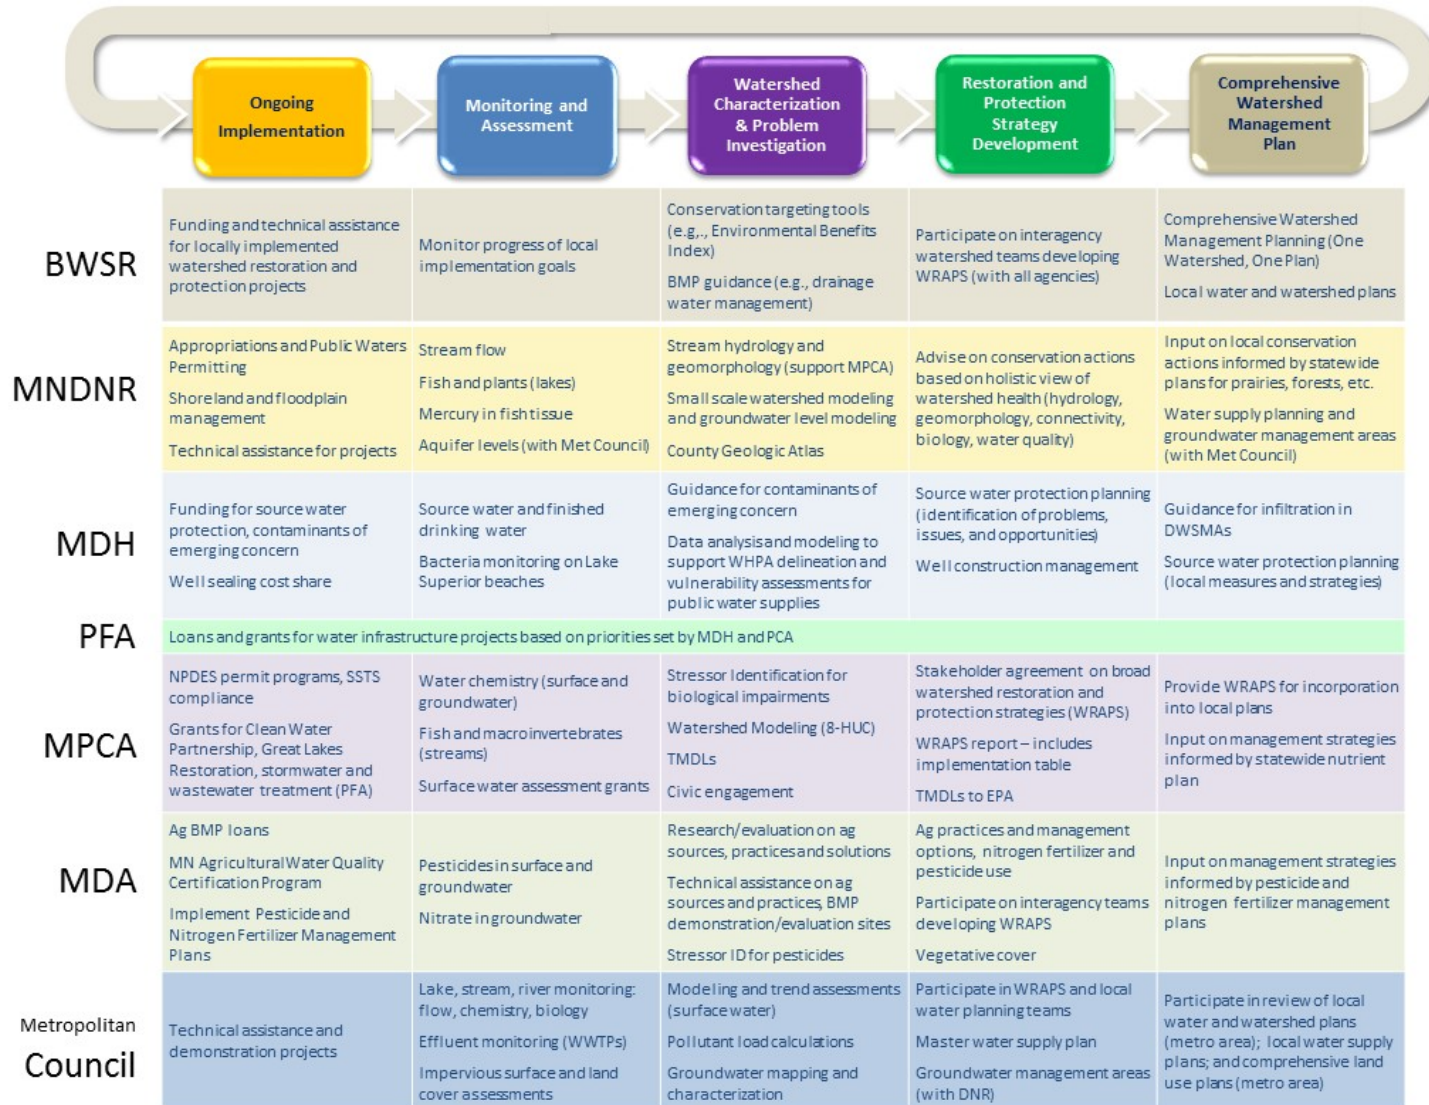 Ongoing
Implementation
Monitoring and
Assessment
Watershed
Characterization
& Problem
Investigation
Restoration and
Protection
Strategy
Development
Comprehensive
Watershed
Management
Plan
BWSR
Funding and technical assistance
for locally implemented
watershed restoration and
protection projects
Monitor progress of local
implementation goals
Conservation targeting tools
(e.g,., Environmental Benefits
Index)
BMP guidance (e.g., drainage
water management)
Participate on interagency
watershed teams developing
WRAPS (with all agencies)
Comprehensive Watershed
Management Planning (One
Watershed, One Plan)
Local water and watershed plans
MNDNR
Appropriations and Public Waters
Permitting
Shoreland and floodplain
management
Technical assistance for projects
Stream flow
Fish and plants (lakes)
Mercury in fish tissue
Aquifer levels (with Met Council)
Stream hydrology and
geomorphology (support MPCA)
Small scale watershed modeling
and groundwater level modeling
County Geologic Atlas
Advise on conservation actions
based on holistic view of
watershed health (hydrology,
geomorphology, connectivity,
biology, water quality)
Input on local conservation
actions informed by statewide
plans for prairies, forests, etc.
Water supply planning and
groundwater management areas
(with Met Council)
MDH
Funding for source water
protection, contaminants of
emerging concern
Well sealing cost share
Source water and finished
drinking water
Bacteria monitoring on Lake
Superior beaches
Guidance for contaminants of
emerging concern
Data analysis and modeling to
support WHPA delineation and
vulnerability assessments for
public water supplies
Source water protection planning
(identification of problems,
issues, and opportunities)
Well construction management
Guidance for infiltration in
DWSMAs
Source water protection planning
(local measures and strategies)
PFA
Loans and grants for water infrastructure projects based on priorities set by MDH and PCA
MPCA
NPDES permit programs, SSTS
compliance
Grants for Clean Water
Partnership, Great Lakes
Restoration, stormwater and
wastewater treatment (PFA)
Water chemistry (surface and
groundwater)
Fish and macroinvertebrates
(streams)
Surface water assessment grants
Stressor Identification for
biological impairments
Watershed Modeling (8-HUC)
TMDLs
Civic engagement
Stakeholder agreement on broad
watershed restoration and
protection strategies (WRAPS)
WRAPS report – includes
implementation table
TMDLs to EPA
Provide WRAPS for incorporation
into local plans
Input on management strategies
informed by statewide nutrient
plan
MDA
Ag BMP loans
MN Agricultural Water Quality
Certification Program
Implement Pesticide and
Nitrogen Fertilizer Management
Plans
Pesticides in surface and
groundwater
Nitrate in groundwater
Research/evaluation on ag
sources, practices and solutions
Technical assistance on ag
sources and practices, BMP
demonstration/evaluation sites
Stressor ID for pesticides
Ag practices and management
options, nitrogen fertilizer and
pesticide use
Participate on interagency teams
developing WRAPS
Vegetative cover
Input on management strategies
informed by pesticide and
nitrogen fertilizer management
plans
Metropolitan
Council
Technical assistance and
demonstration projects
Lake, stream, river monitoring:
flow, chemistry, biology
Effluent monitoring (WWTPs)
Impervious surface and land
cover assessments
Modeling and trend assessments
(surface water)
Pollutant load calculations
Groundwater mapping and
characterization
Participate in WRAPS and local
water planning teams
Master water supply plan
Groundwater management areas
(with DNR)
Participate in review of local
water and watershed plans
(metro area); local water supply
plans; and comprehensive land
use plans (metro area)